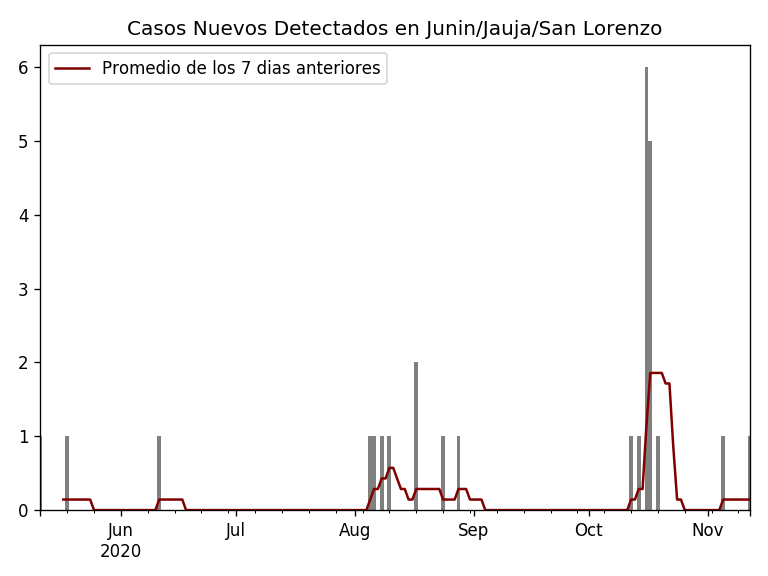 Casos Nuevos Detectados en Junin/Jauja/San Lorenzo
Promedio de los 7 dias anteriores
6
5
4
3
2
1
0
Jun Jul Aug Sep Oct Nov
2020